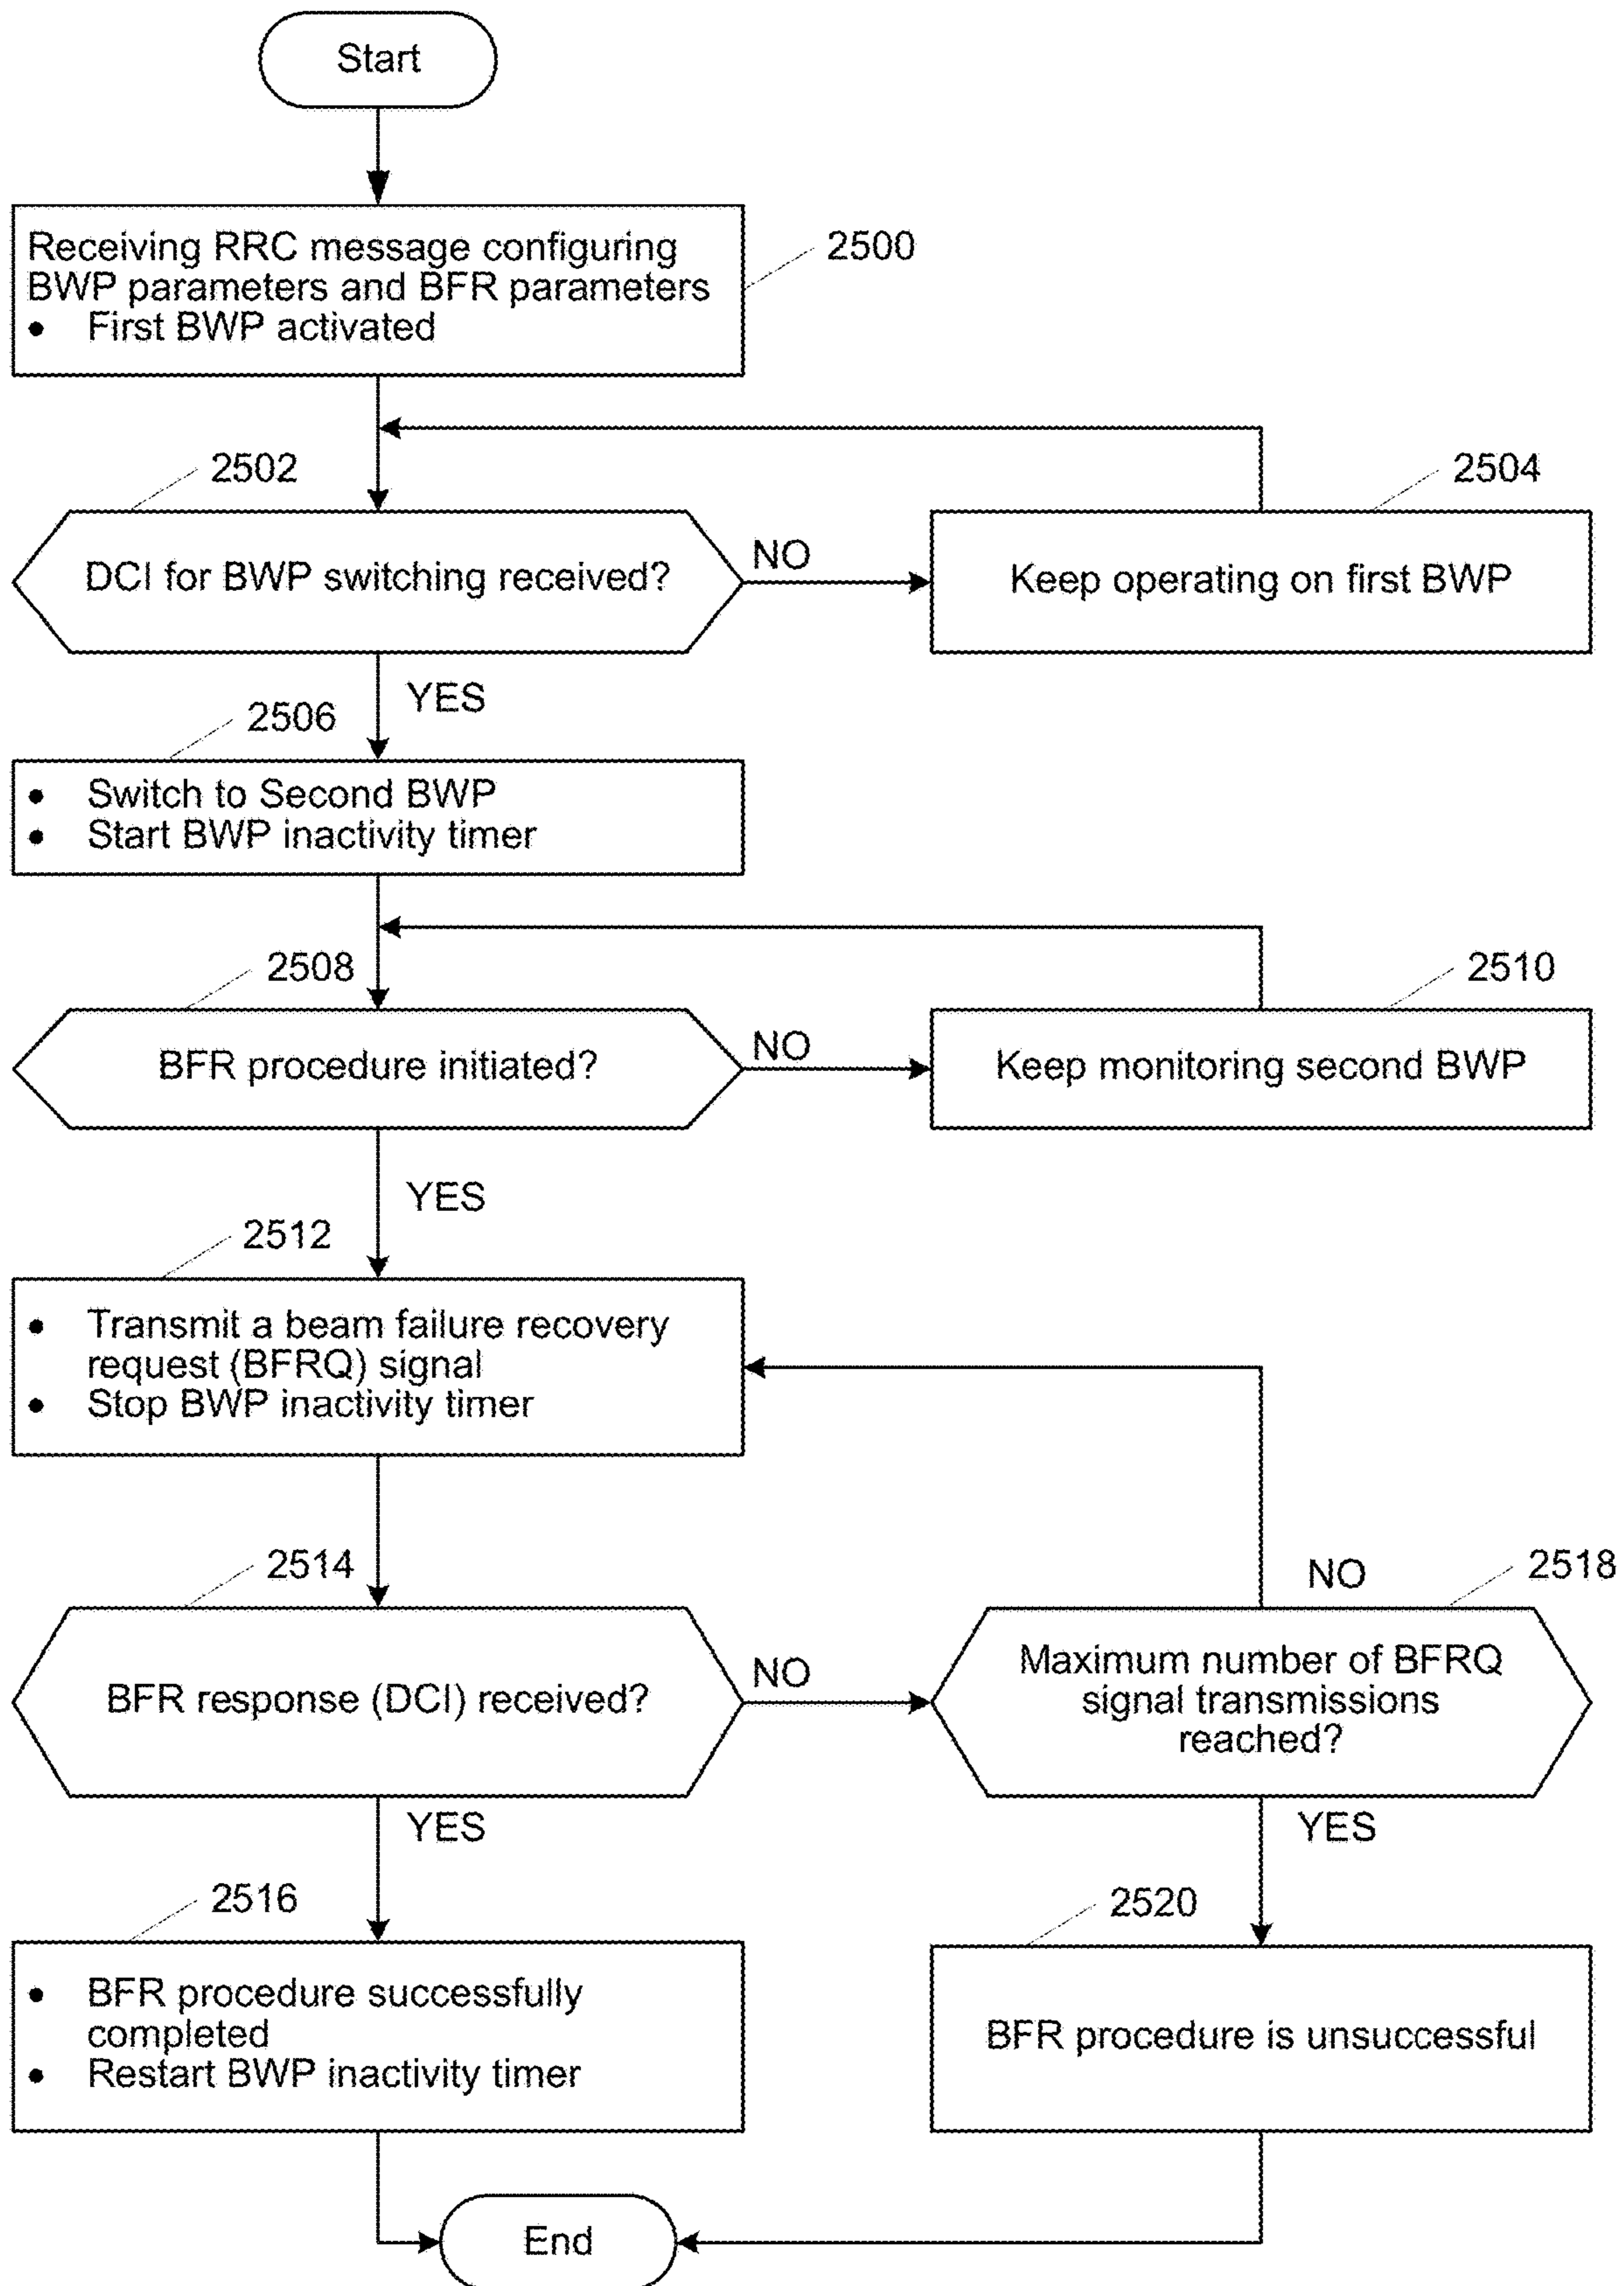 Start
Receiving RRC message configuring
BWP parameters and BFR parameters
• First BWP activated
2500
2502
DCI for BWP switching received?
NO
2504
Keep operating on first BWP
YES
2506
• Switch to Second BWP
• Start BWP inactivity timer
2508
BFR procedure initiated?
NO
2510
Keep monitoring second BWP
YES
2512
• Transmit a beam failure recovery
request (BFRQ) signal
• Stop BWP inactivity timer
2514
BFR response (DCI) received?
NO
NO
2518
Maximum number of BFRQ
signal transmissions
reached?
YES
YES
2516
• BFR procedure successfully
completed
• Restart BWP inactivity timer
2520
BFR procedure is unsuccessful
End